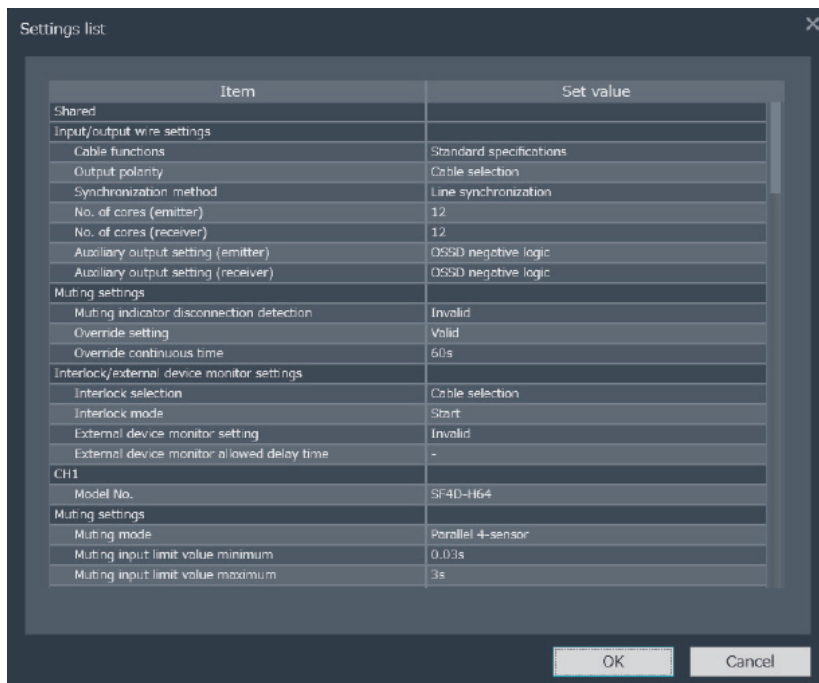 Settings list
Item Set value
Shared
Input/output wire settings
Cable functions Standard specifications
Output polarity Cable selection
Synchronization method Line synchronization
No. of cores (emitter) 12
No. of cores (receiver) 12
Auxiliary output setting (emitter) OSSD negative logic
Auxiliary output setting (receiver) OSSD negative logic
Muting settings
Muting indicator disconnection detection Invalid
Override setting Valid
Override continuous time 60s
Interlock/external device monitor settings
Interlock selection Cable selection
Interlock mode Start
External device monitor setting Invalid
External device monitor allowed delay time -
CH1
Model No. SF4D-H64
Muting settings
Muting mode Parallel 4-sensor
Muting input limit value minimum 0.03s
Muting input limit value maximum 3s
OK Cancel